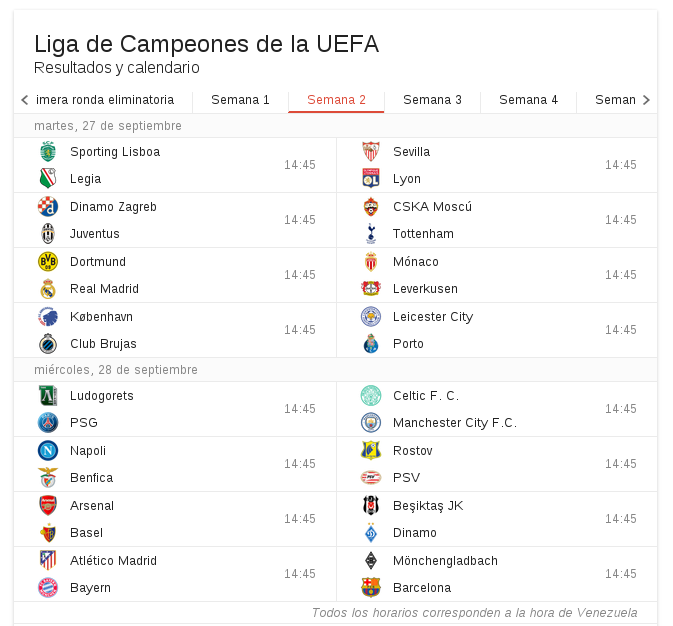 Liga de Campeones de la UEFA
Resultados y calendario
imera ronda eliminatoria Semana 1 Semana 2 Semana 3 Semana 4 Seman
martes, 27 de septiembre
Sporting Lisboa
14:45
Legia
Sevilla
14:45
Lyon
Dinamo Zagreb
14:45
Juventus
CSKA Moscú
14:45
Tottenham
Dortmund
14:45
Real Madrid
Mónaco
14:45
Leverkusen
København
14:45
Club Brujas
Leicester City
14:45
Porto
miércoles, 28 de septiembre
Ludogorets
14:45
PSG
Celtic F. C.
14:45
Manchester City F.C.
Napoli
14:45
Benfica
Rostov
14:45
PSV
Arsenal
14:45
Basel
Beşiktaş JK
14:45
Dinamo
Atlético Madrid
14:45
Bayern
Mönchengladbach
14:45
Barcelona
Todos los horarios corresponden a la hora de Venezuela